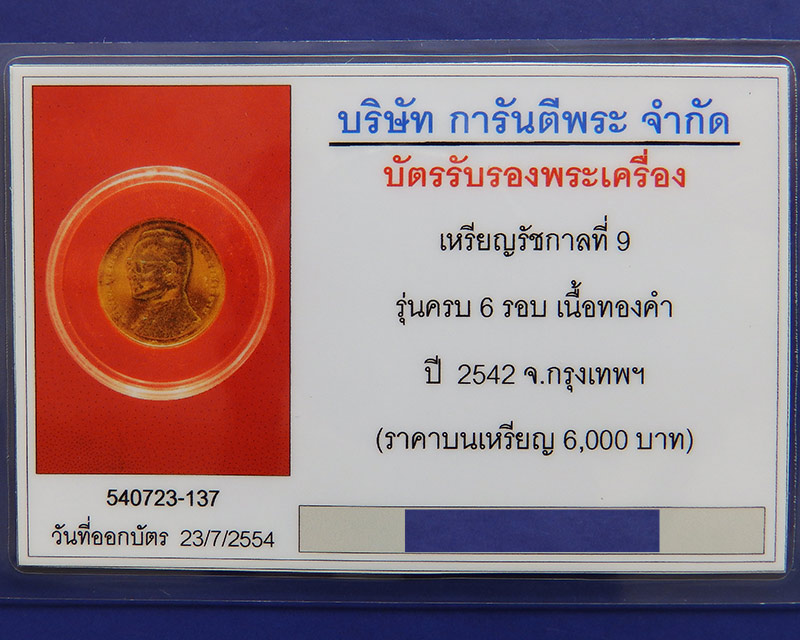 บริษัท การันตีพระ จำกัด
บัตรรับรองพระเครื่อง
เหรียญรัชกาลที่ 9
รุ่นครบ 6 รอบ เนื้อทองคำ
ปี 2542 จ.กรุงเทพฯ
(ราคาบนเหรียญ 6,000 บาท)
540723-137
วันที่ออกบัตร 23/7/2554